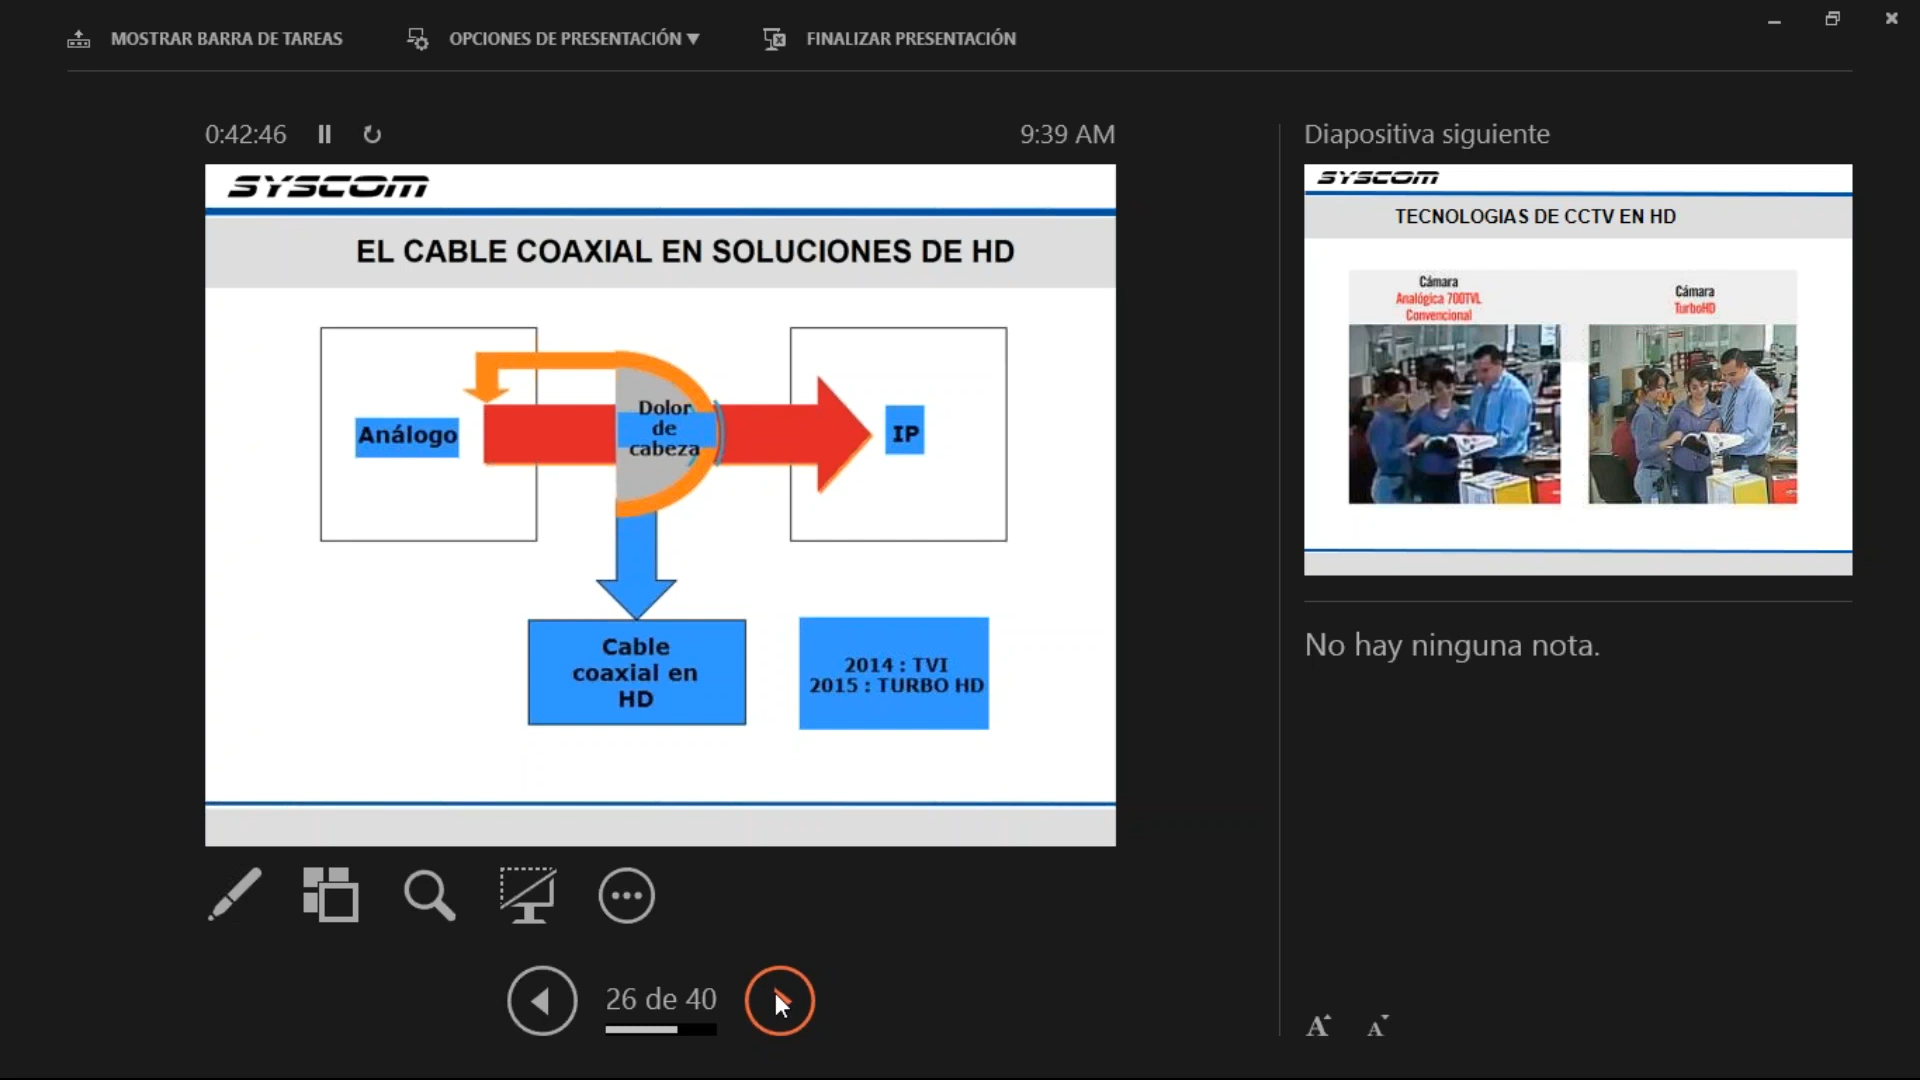 MOSTRAR BARRA DE TAREAS
OPCIONES DE PRESENTACIÓN ▼
FINALIZAR PRESENTACIÓN
0:42:46
9:39 AM
SYSCOM
EL CABLE COAXIAL EN SOLUCIONES DE HD
Análogo
Dolor
de
cabeza
IP
Cable
coaxial en
HD
2014 : TVI
2015 : TURBO HD
26 de 40
Diapositiva siguiente
SYSCOM
TECNOLOGIAS DE CCTV EN HD
Cámara
Analógica 700TVL
Convencional
Cámara
TurboHD
No hay ninguna nota.
A
A